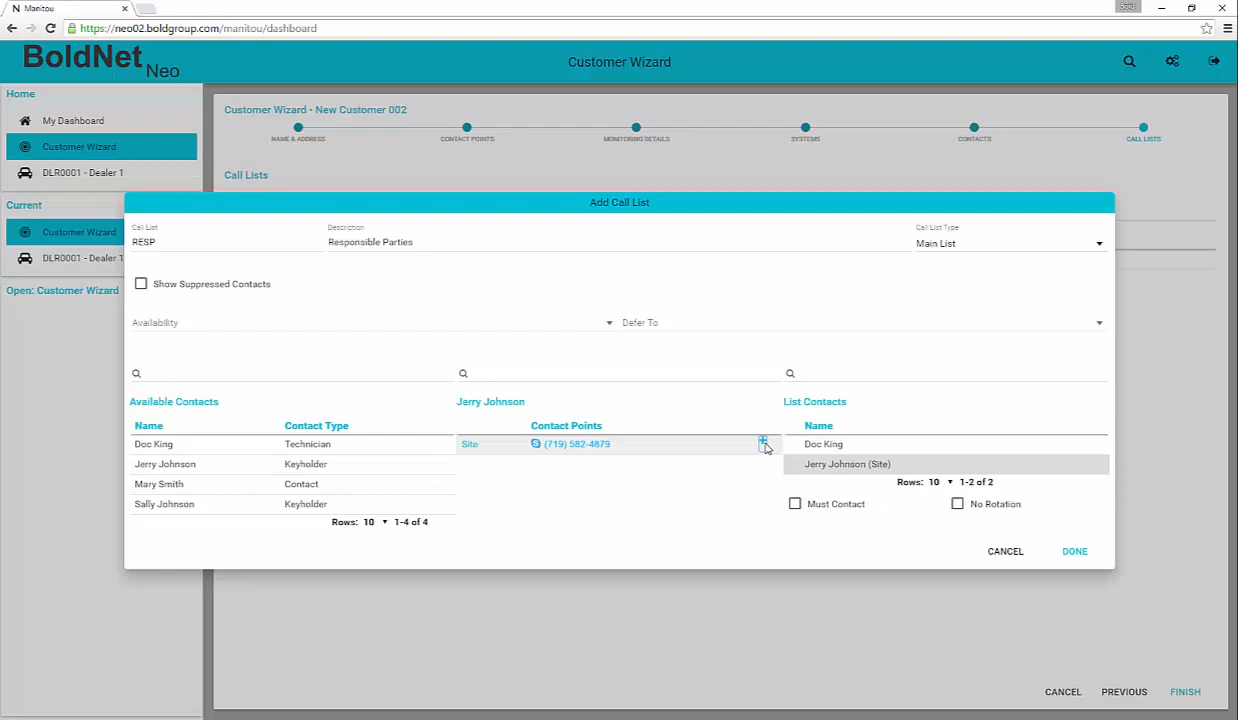 Manitou
Bold
https://neo02.boldgroup.com/manitou/dashboard
BoldNet Neo
Customer Wizard
Home
My Dashboard
Customer Wizard
DLR0001 - Dealer 1
Current
Customer Wizard
DLR0001 - Dealer 1
Open: Customer Wizard
Customer Wizard - New Customer 002
NAME & ADDRESS CONTACT POINTS MONITORING DETAILS SYSTEMS CONTACTS CALL LISTS
Call Lists
Add Call List
Call List Description Call List Type
RESP Responsible Parties Main List
Show Suppressed Contacts
Availability Defer To
Available Contacts Jerry Johnson List Contacts
Name Contact Type Contact Points Name
Doc King Technician Site (719) 582-4879 Doc King
Jerry Johnson Keyholder Jerry Johnson (Site)
Mary Smith Contact Rows: 10 1-2 of 2
Sally Johnson Keyholder Must Contact No Rotation
Rows: 10 1-4 of 4
CANCEL DONE
CANCEL PREVIOUS FINISH